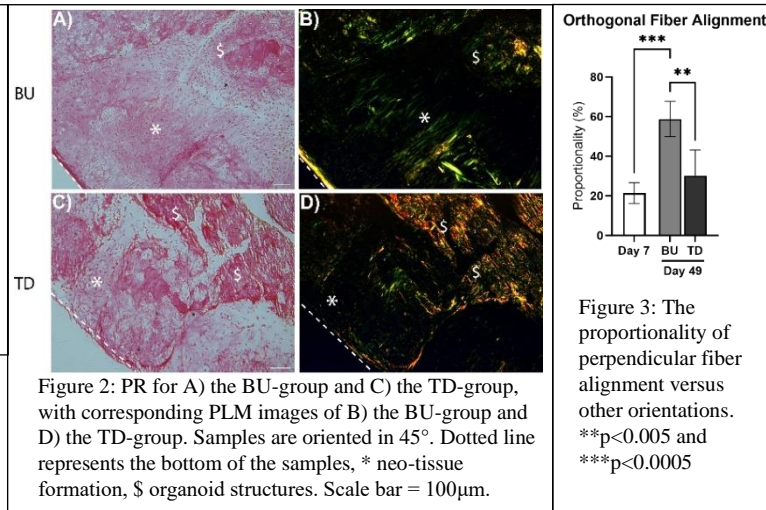 BU
TD
A)
$
*
B)
$
*
C)
$
*
$
D)
$
$
*
Figure 2: PR for A) the BU-group and C) the TD-group,
with corresponding PLM images of B) the BU-group and
D) the TD-group. Samples are oriented in 45°. Dotted line
represents the bottom of the samples, * neo-tissue
formation, $ organoid structures. Scale bar = 100μm.
Orthogonal Fiber Alignment
***
**
Proportionality (%)
80
60
40
20
0
Day 7 BU TD
Day 49
Figure 3: The
proportionality of
perpendicular fiber
alignment versus
other orientations.
**p<0.005 and
***p<0.0005